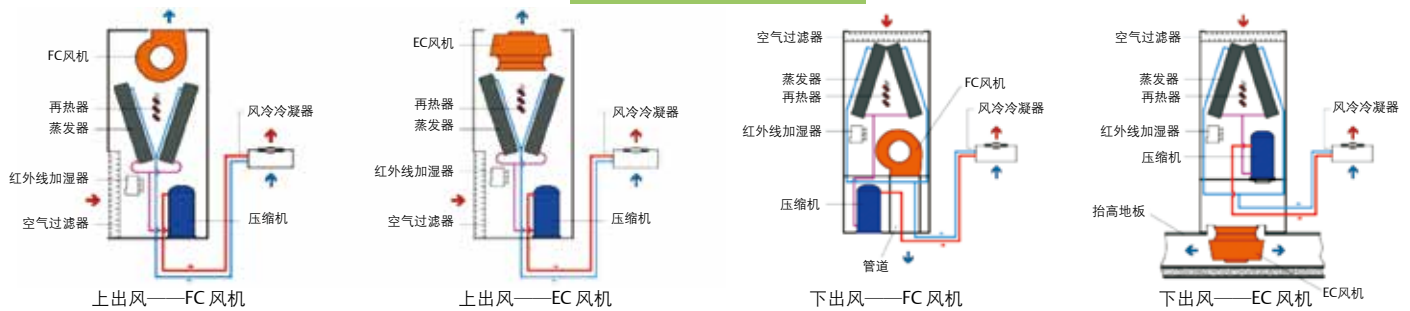 FC风机
再热器
蒸发器
风冷冷凝器
红外线加湿器
空气过滤器
压缩机
上出风——FC 风机
EC风机
再热器
蒸发器
风冷冷凝器
红外线加湿器
空气过滤器
压缩机
上出风——EC 风机
空气过滤器
蒸发器
再热器
FC风机
风冷冷凝器
红外线加湿器
压缩机
管道
下出风——FC 风机
空气过滤器
蒸发器
再热器
风冷冷凝器
红外线加湿器
压缩机
抬高地板
EC风机
下出风——EC 风机